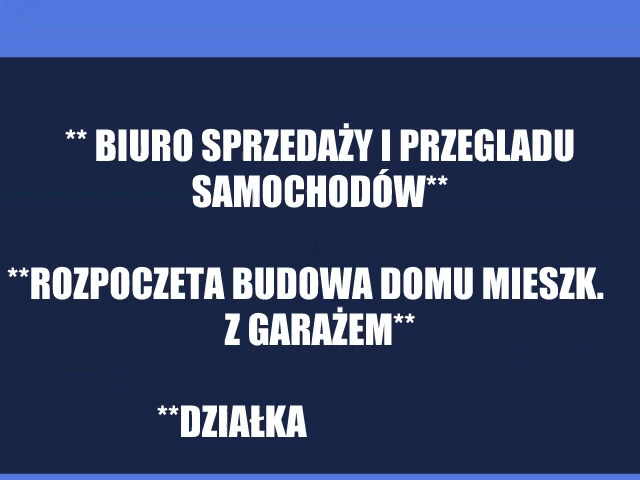 ** BIURO SPRZEDAŻY I PRZEGLADU
SAMOCHODÓW**
**ROZPOCZETA BUDOWA DOMU MIESZK.
Z GARAŻEM**
**DZIAŁKA